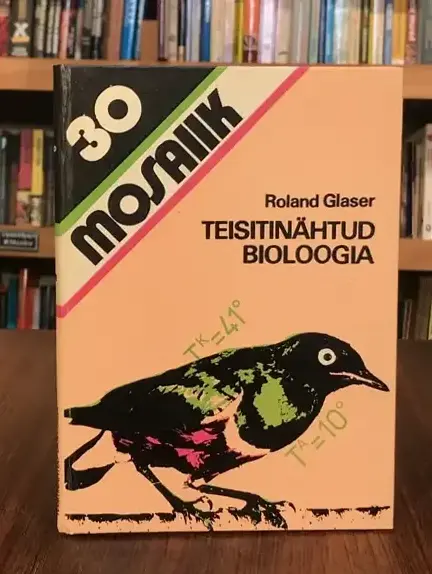 30
MOSAIIK
Roland Glaser
TEISITINÄHTUD
BIOLOOGIA
Tᴷ=41°
Tᴬ=10°